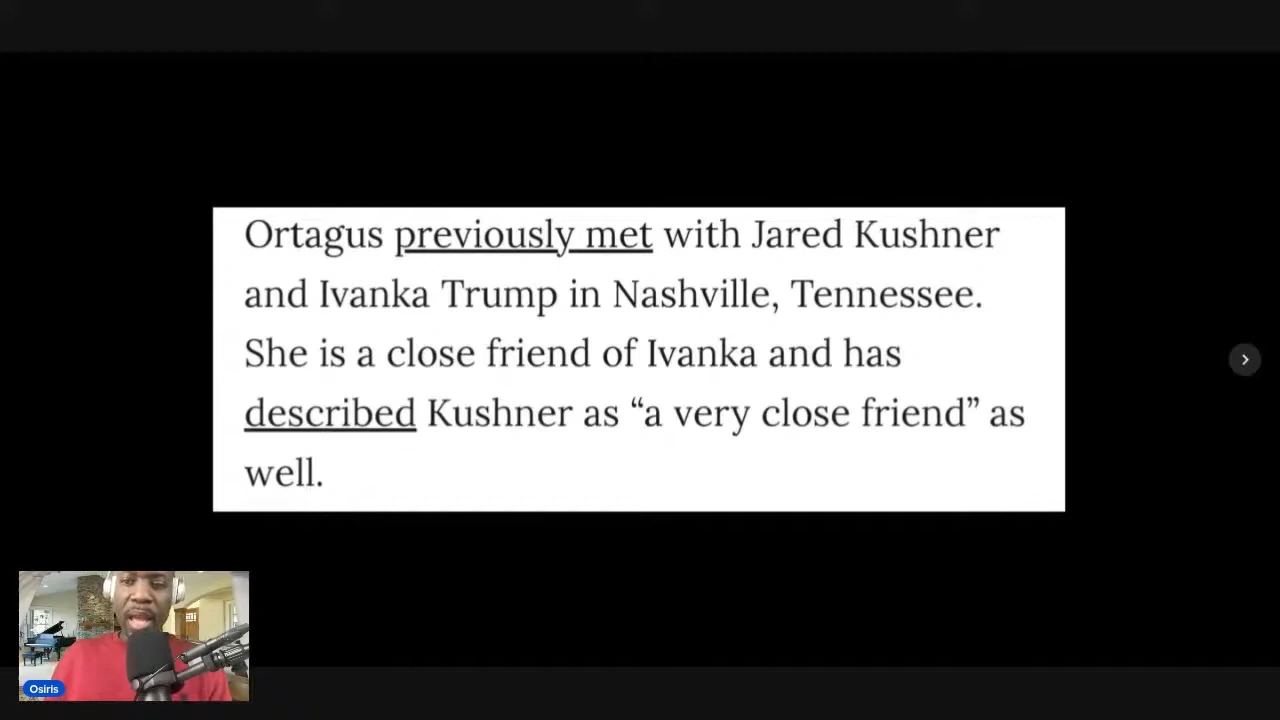 Ortagus previously met with Jared Kushner
and Ivanka Trump in Nashville, Tennessee.
She is a close friend of Ivanka and has
described Kushner as “a very close friend” as
well.
Osiris